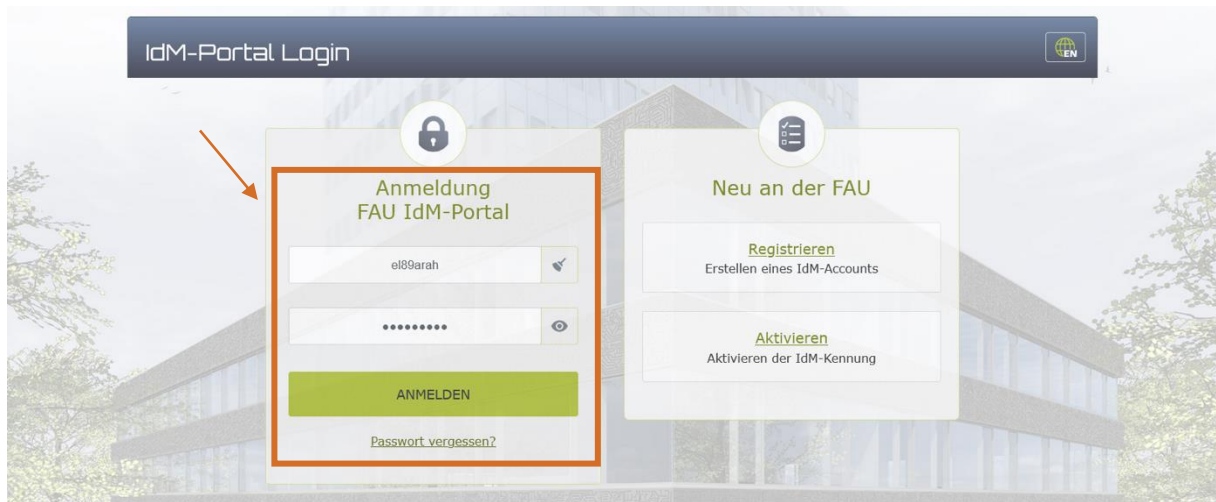 IdM-Portal Login
EN
Anmeldung
FAU IdM-Portal
el89arah
•••••••••
ANMELDEN
Passwort vergessen?
Neu an der FAU
Registrieren
Erstellen eines IdM-Accounts
Aktivieren
Aktivieren der IdM-Kennung